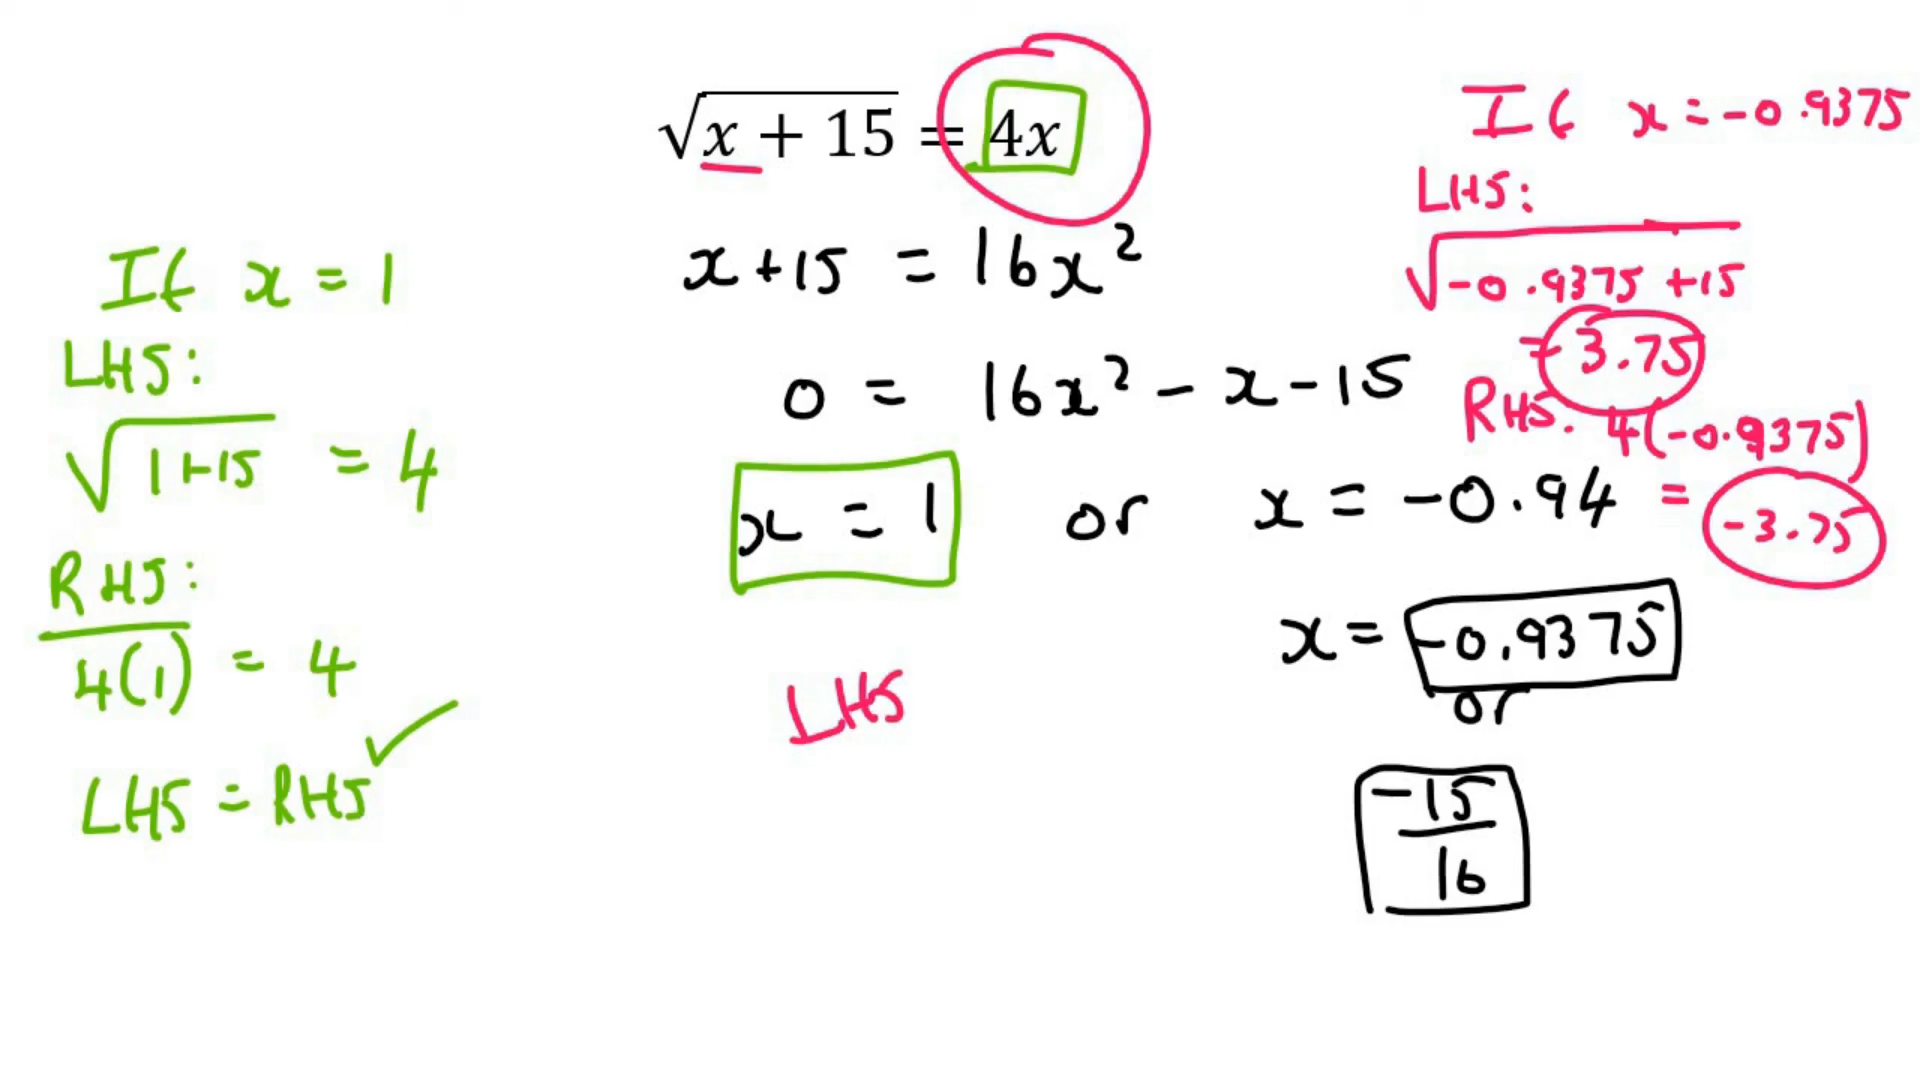 √x + 15 = 4x
x + 15 = 16x²
0 = 16x² - x - 15
x = 1 or x = -0.94
x = -0.9375
or
-15
16
LHS
If x = 1
LHS:
√1+15 = 4
RHS:
4(1) = 4
LHS = RHS ✓
If x = -0.9375
LHS:
√-0.9375 + 15
= 3.75
RHS: 4(-0.9375)
= -3.75